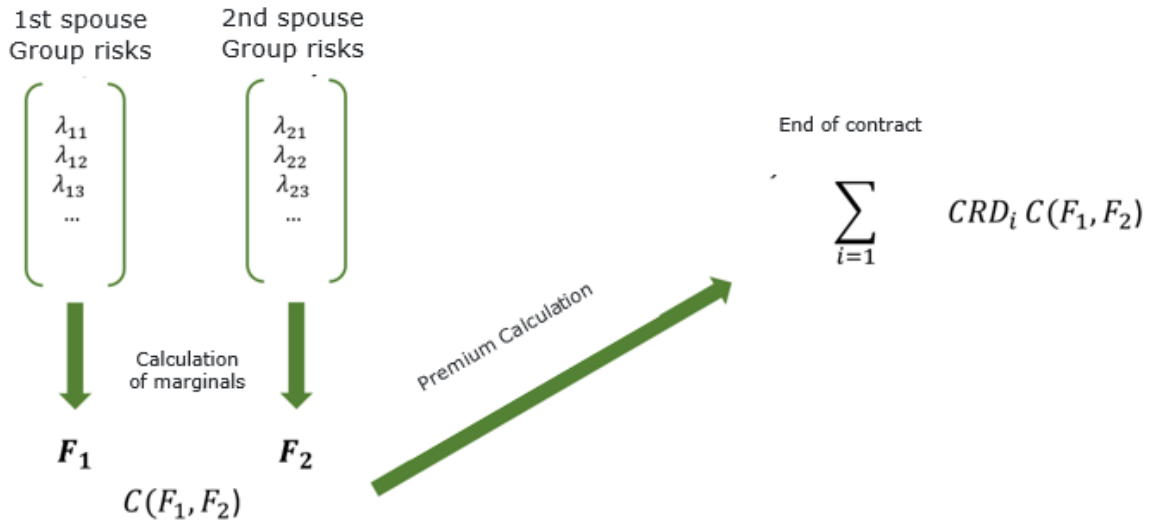 1st spouse
Group risks
2nd spouse
Group risks
λ₁₁
λ₁₂
λ₁₃
...
λ₂₁
λ₂₂
λ₂₃
...
End of contract
∑
i=1
CRDᵢ C(F₁, F₂)
Calculation
of marginals
Premium Calculation
F₁
F₂
C(F₁, F₂)